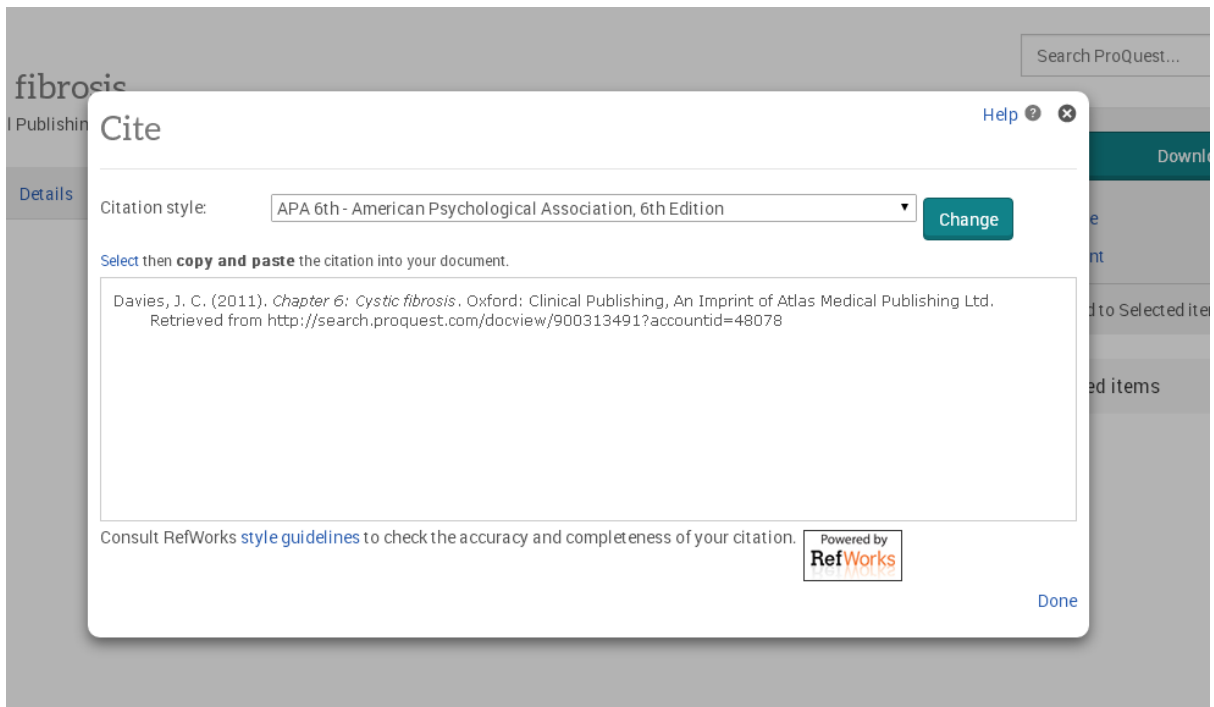 Search ProQuest...
fibrosis
l Publishin
Cite
Help ?
Downlo
Details
Citation style:
APA 6th - American Psychological Association, 6th Edition
Change
e
Select then copy and paste the citation into your document.
nt
Davies, J. C. (2011). Chapter 6: Cystic fibrosis. Oxford: Clinical Publishing, An Imprint of Atlas Medical Publishing Ltd.
Retrieved from http://search.proquest.com/docview/900313491?accountid=48078
d to Selected iter
ed items
Consult RefWorks style guidelines to check the accuracy and completeness of your citation.
Powered by
RefWorks
Done